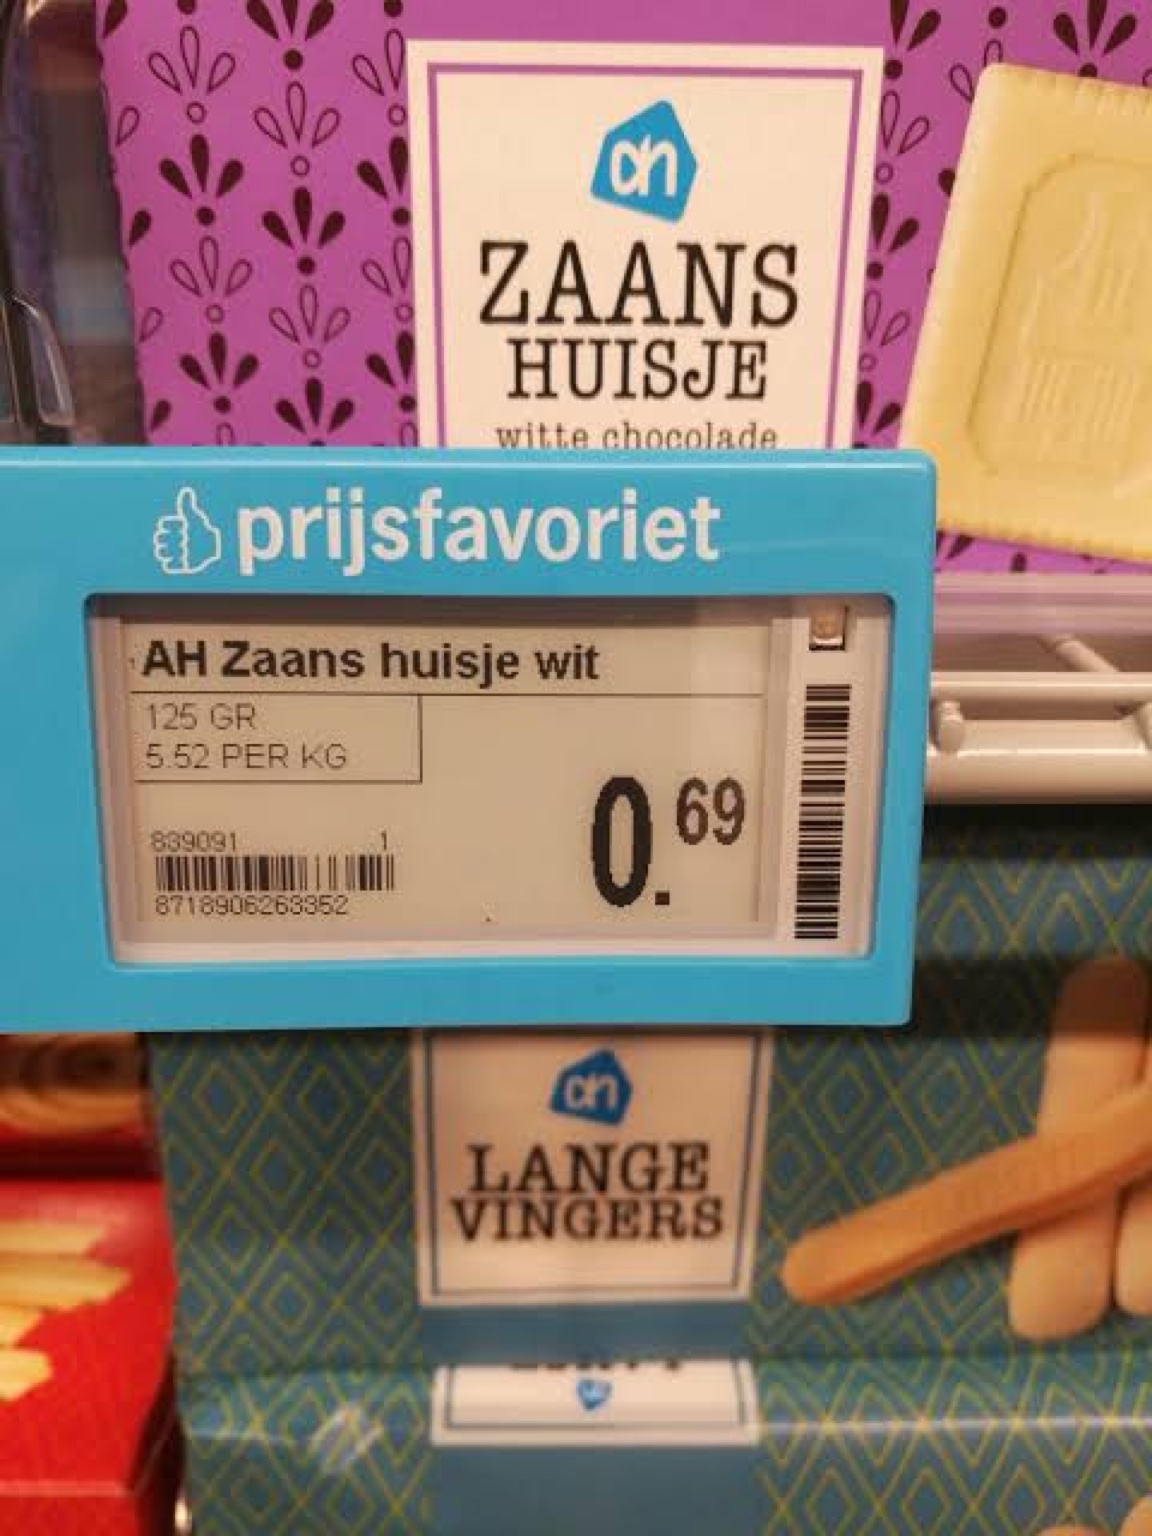 ah
ZAANS
HUISJE
witte chocolade
prijsfavoriet
AH Zaans huisje wit
125 GR
5.52 PER KG
0.69
839091 1
8718906263352
ah
LANGE
VINGERS